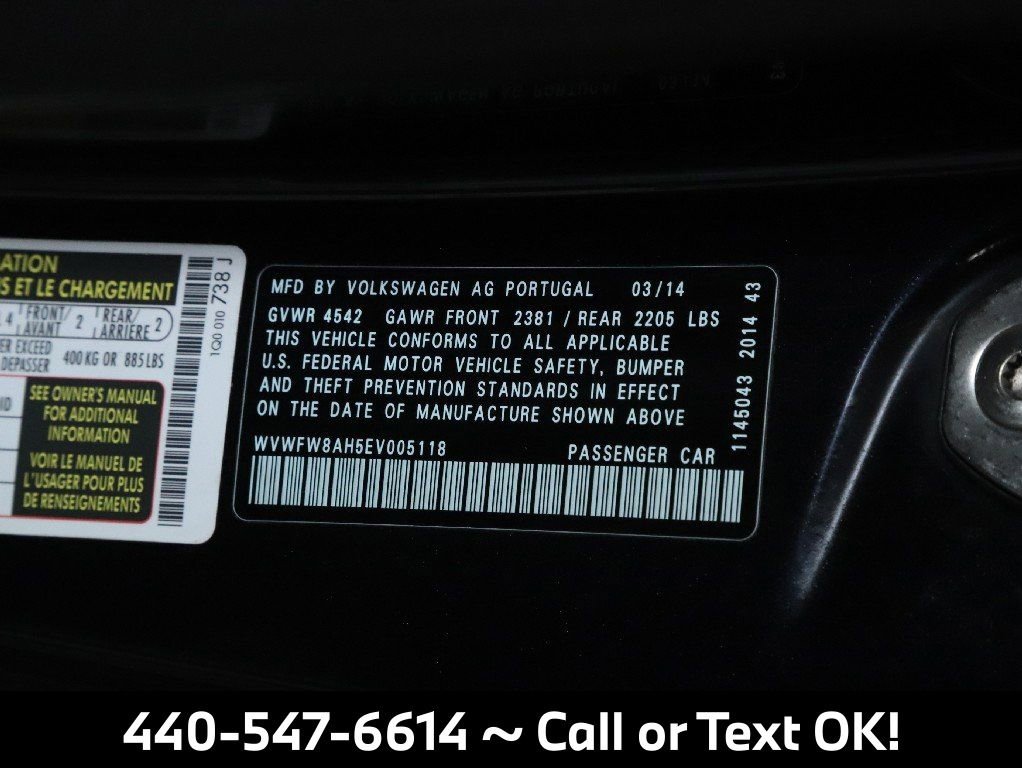 ATION
S ET LE CHARGEMENT
4 FRONT/ AVANT 2 REAR/ ARRIERE 2
ER EXCEED
DEPASSER 400 KG OR 885 LBS
SEE OWNER'S MANUAL
FOR ADDITIONAL
INFORMATION
VOIR LE MANUEL DE
L'USAGER POUR PLUS
DE RENSEIGNEMENTS
1Q0 010 738 J
MFD BY VOLKSWAGEN AG PORTUGAL 03/14
GVWR 4542 GAWR FRONT 2381 / REAR 2205 LBS
THIS VEHICLE CONFORMS TO ALL APPLICABLE
U.S. FEDERAL MOTOR VEHICLE SAFETY, BUMPER
AND THEFT PREVENTION STANDARDS IN EFFECT
ON THE DATE OF MANUFACTURE SHOWN ABOVE
WVWFW8AH5EV005118 PASSENGER CAR
1145043 2014 43
440-547-6614 ~ Call or Text OK!